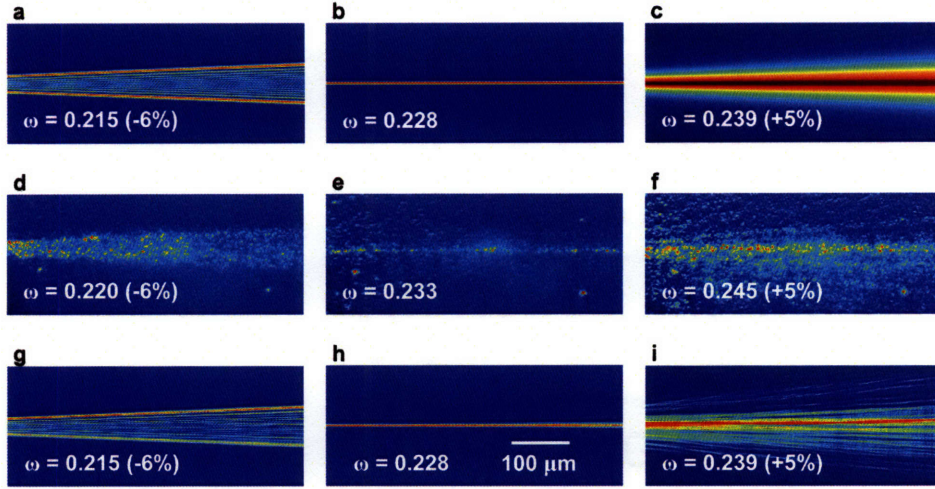 a
b
c
ω = 0.215 (-6%)
ω = 0.228
ω = 0.239 (+5%)
d
e
f
ω = 0.220 (-6%)
ω = 0.233
ω = 0.245 (+5%)
g
h
i
ω = 0.215 (-6%)
ω = 0.228
100 μm
ω = 0.239 (+5%)